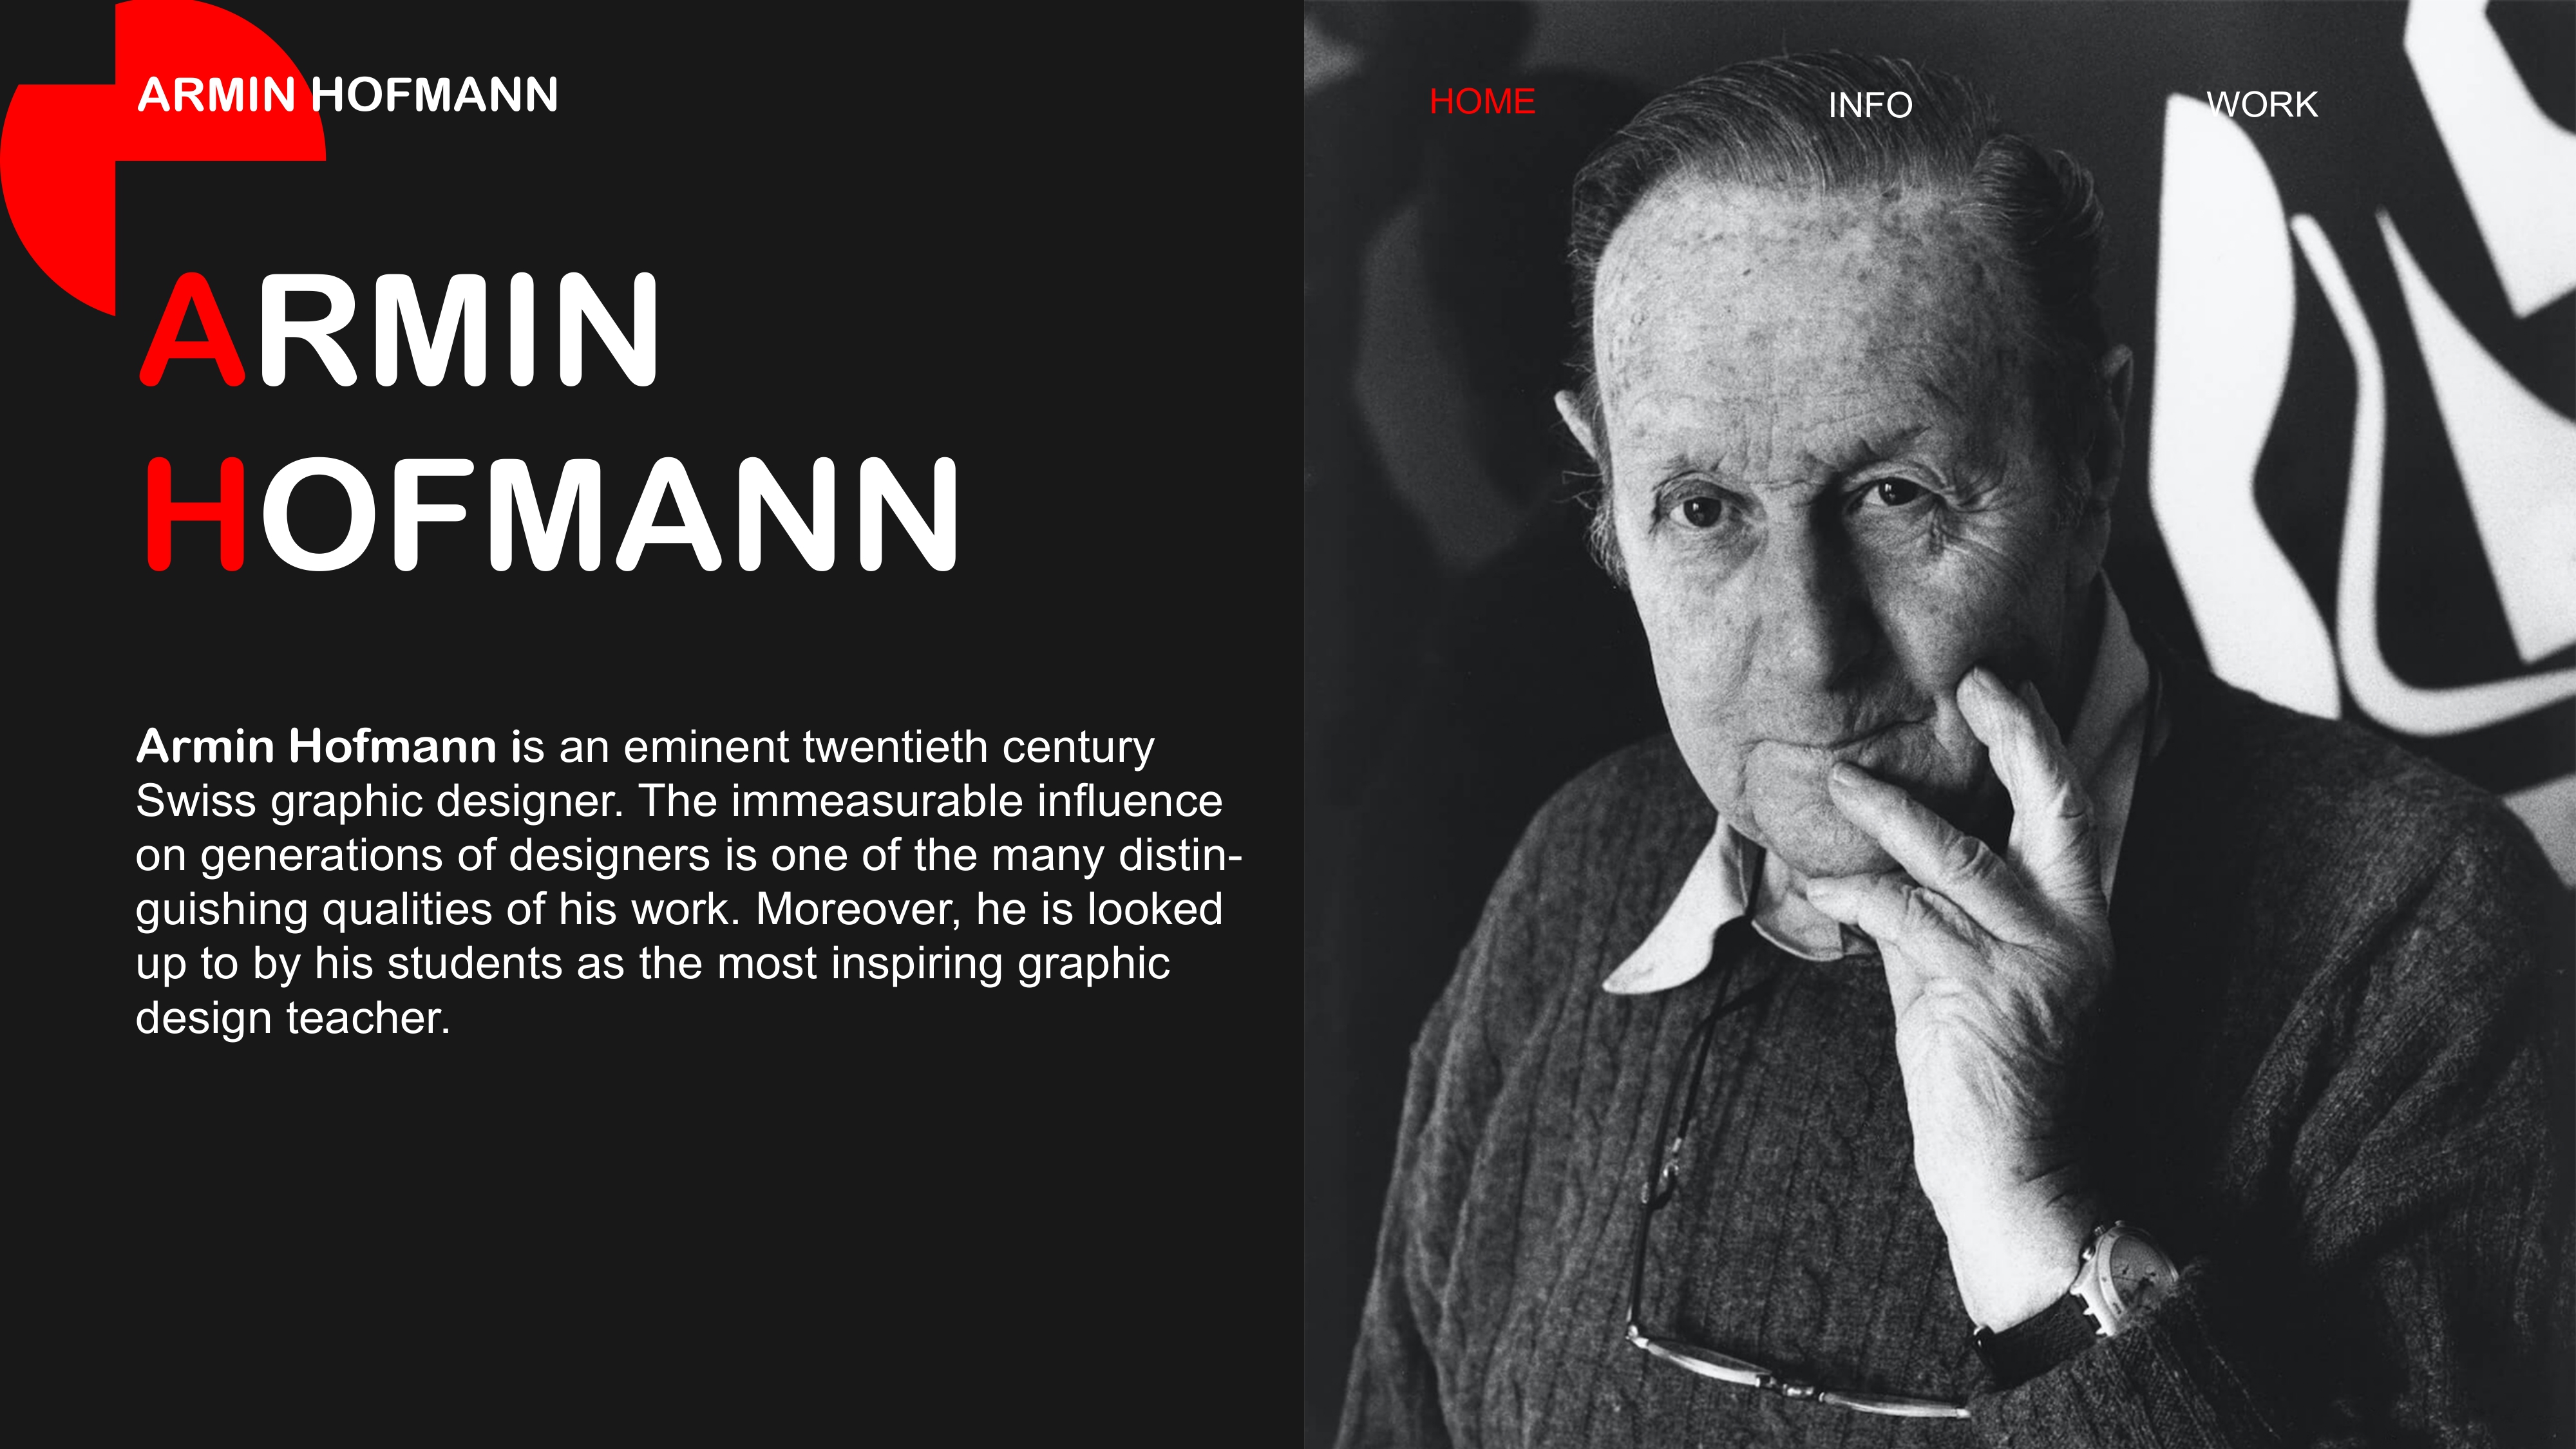 ARMIN HOFMANN
HOME
INFO
WORK
ARMIN
HOFMANN
Armin Hofmann is an eminent twentieth century
Swiss graphic designer. The immeasurable influence
on generations of designers is one of the many distin-
guishing qualities of his work. Moreover, he is looked
up to by his students as the most inspiring graphic
design teacher.